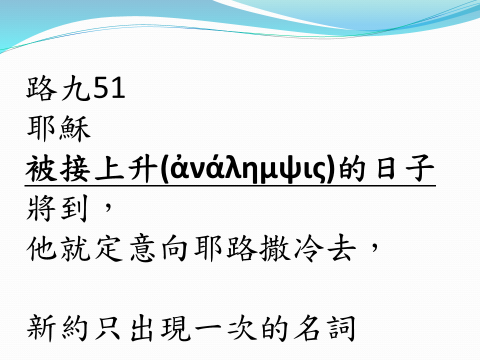 路九51
耶穌
被接上升(ἀνάλημψις)的日子
將到，
他就定意向耶路撒冷去，
新約只出現一次的名詞